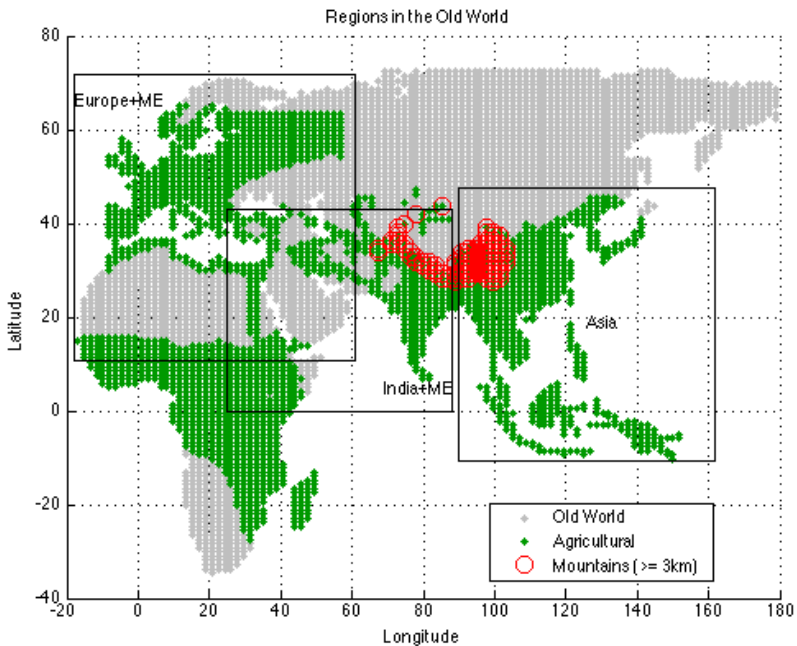 Regions in the Old World
80
60
40
20
0
-20
-40
Latitude
Europe+ME
Asia
India+ME
Old World
Agricultural
Mountains (>= 3km)
-20
0
20
40
60
80
100
120
140
160
180
Longitude